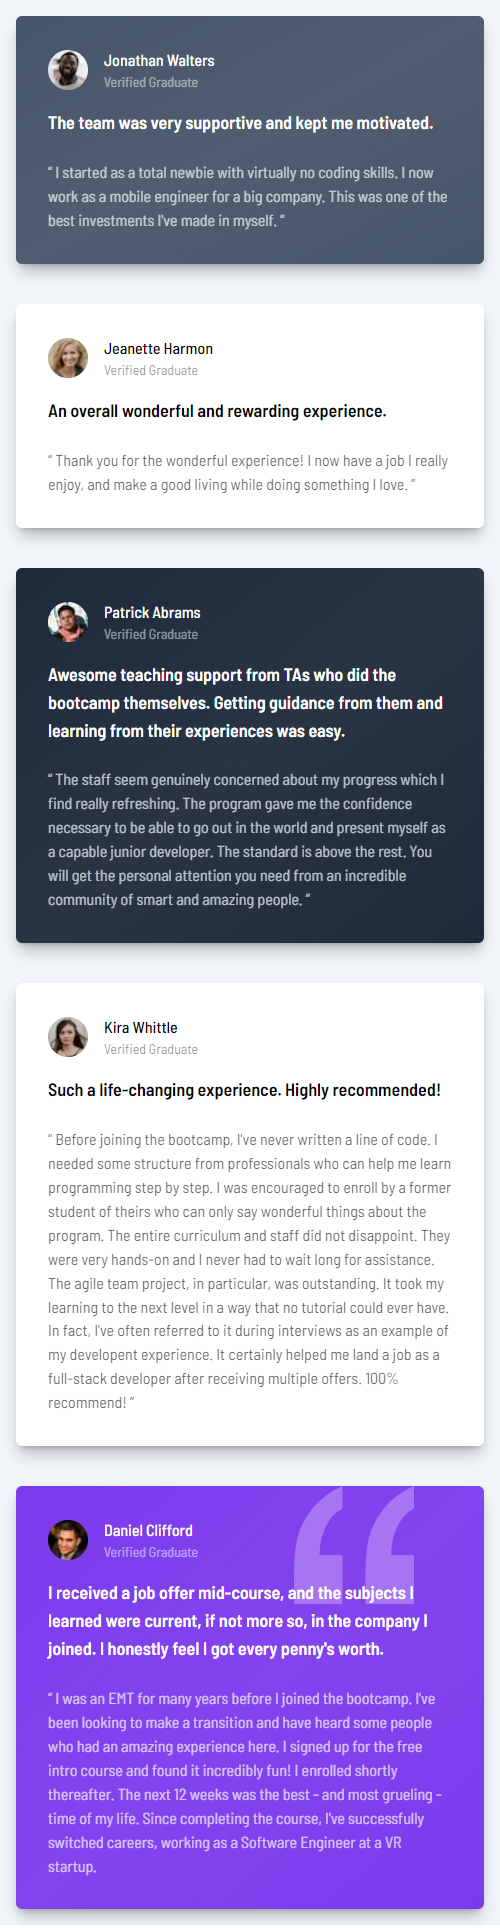 Jonathan Walters
Verified Graduate
The team was very supportive and kept me motivated.
“ I started as a total newbie with virtually no coding skills. I now
work as a mobile engineer for a big company. This was one of the
best investments I've made in myself. ”
Jeanette Harmon
Verified Graduate
An overall wonderful and rewarding experience.
“ Thank you for the wonderful experience! I now have a job I really
enjoy, and make a good living while doing something I love. ”
Patrick Abrams
Verified Graduate
Awesome teaching support from TAs who did the
bootcamp themselves. Getting guidance from them and
learning from their experiences was easy.
“ The staff seem genuinely concerned about my progress which I
find really refreshing. The program gave me the confidence
necessary to be able to go out in the world and present myself as
a capable junior developer. The standard is above the rest. You
will get the personal attention you need from an incredible
community of smart and amazing people. ”
Kira Whittle
Verified Graduate
Such a life-changing experience. Highly recommended!
“ Before joining the bootcamp, I've never written a line of code. I
needed some structure from professionals who can help me learn
programming step by step. I was encouraged to enroll by a former
student of theirs who can only say wonderful things about the
program. The entire curriculum and staff did not disappoint. They
were very hands-on and I never had to wait long for assistance.
The agile team project, in particular, was outstanding. It took my
learning to the next level in a way that no tutorial could ever have.
In fact, I've often referred to it during interviews as an example of
my developent experience. It certainly helped me land a job as a
full-stack developer after receiving multiple offers. 100%
recommend! ”
Daniel Clifford
Verified Graduate
I received a job offer mid-course, and the subjects I
learned were current, if not more so, in the company I
joined. I honestly feel I got every penny's worth.
“ I was an EMT for many years before I joined the bootcamp. I've
been looking to make a transition and have heard some people
who had an amazing experience here. I signed up for the free
intro course and found it incredibly fun! I enrolled shortly
thereafter. The next 12 weeks was the best - and most grueling -
time of my life. Since completing the course, I've successfully
switched careers, working as a Software Engineer at a VR
startup.